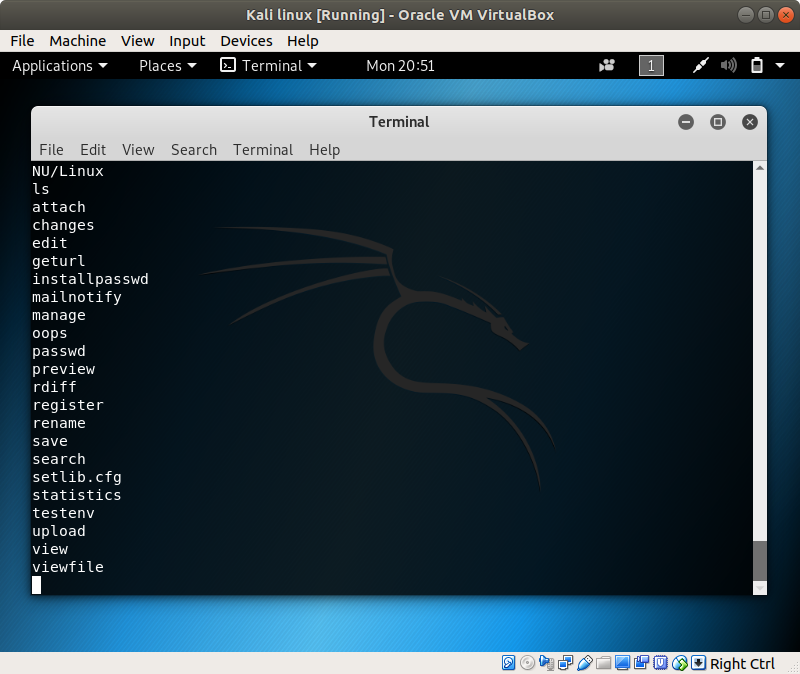 Kali linux [Running] - Oracle VM VirtualBox
File Machine View Input Devices Help
Applications Places Terminal Mon 20:51 1
Terminal
File Edit View Search Terminal Help
NU/Linux
ls
attach
changes
edit
geturl
installpasswd
mailnotify
manage
oops
passwd
preview
rdiff
register
rename
save
search
setlib.cfg
statistics
testenv
upload
view
viewfile
Right Ctrl